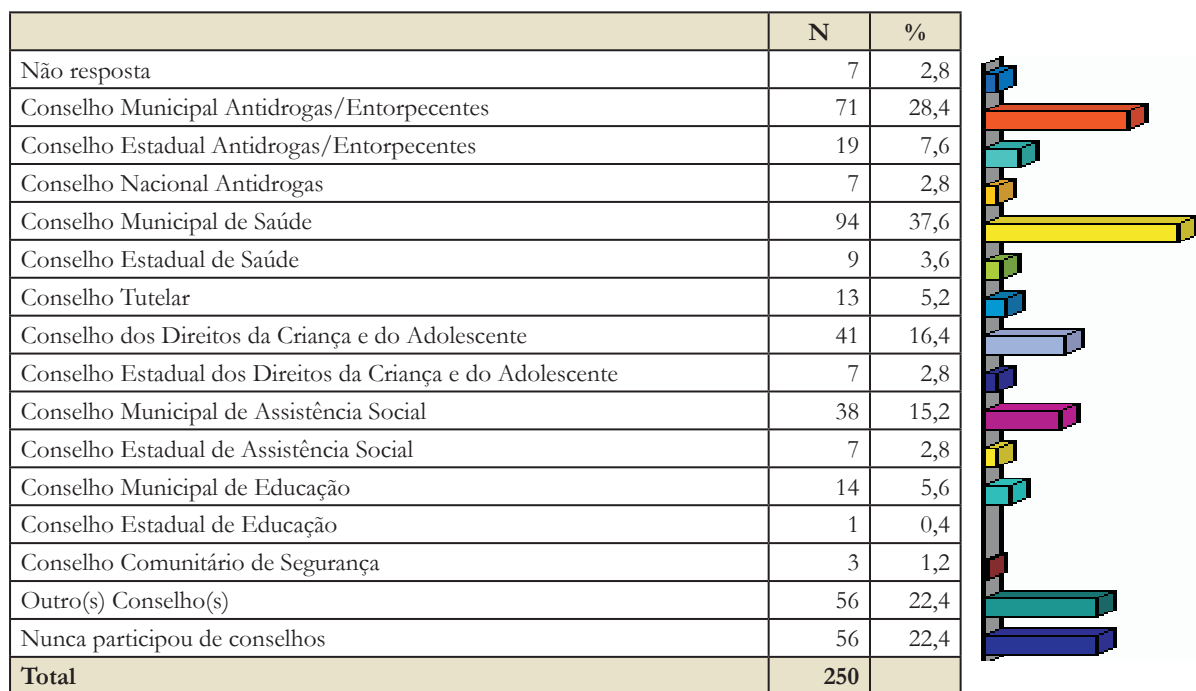 N %
Não resposta 7 2,8
Conselho Municipal Antidrogas/Entorpecentes 71 28,4
Conselho Estadual Antidrogas/Entorpecentes 19 7,6
Conselho Nacional Antidrogas 7 2,8
Conselho Municipal de Saúde 94 37,6
Conselho Estadual de Saúde 9 3,6
Conselho Tutelar 13 5,2
Conselho dos Direitos da Criança e do Adolescente 41 16,4
Conselho Estadual dos Direitos da Criança e do Adolescente 7 2,8
Conselho Municipal de Assistência Social 38 15,2
Conselho Estadual de Assistência Social 7 2,8
Conselho Municipal de Educação 14 5,6
Conselho Estadual de Educação 1 0,4
Conselho Comunitário de Segurança 3 1,2
Outro(s) Conselho(s) 56 22,4
Nunca participou de conselhos 56 22,4
Total 250